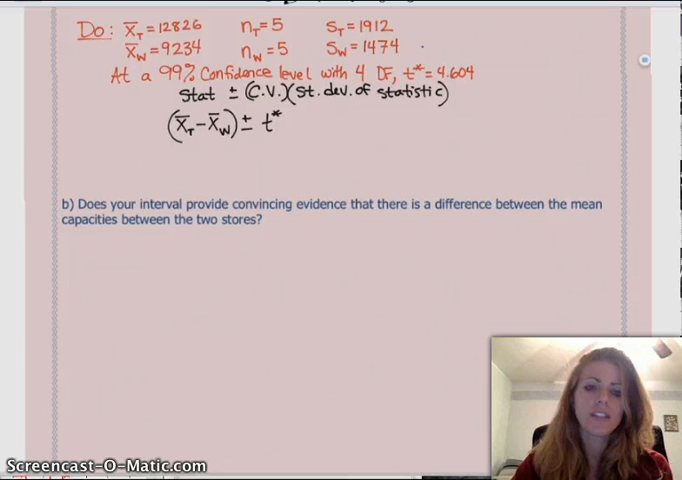 Do: x̄T = 12826 nT = 5 ST = 1912
x̄W = 9234 nW = 5 SW = 1474
At a 99% Confidence level with 4 DF, t* = 4.604
Stat ± (C.V.)(St. dev. of statistic)
(x̄T - x̄W) ± t*
b) Does your interval provide convincing evidence that there is a difference between the mean
capacities between the two stores?
Screencast-O-Matic.com